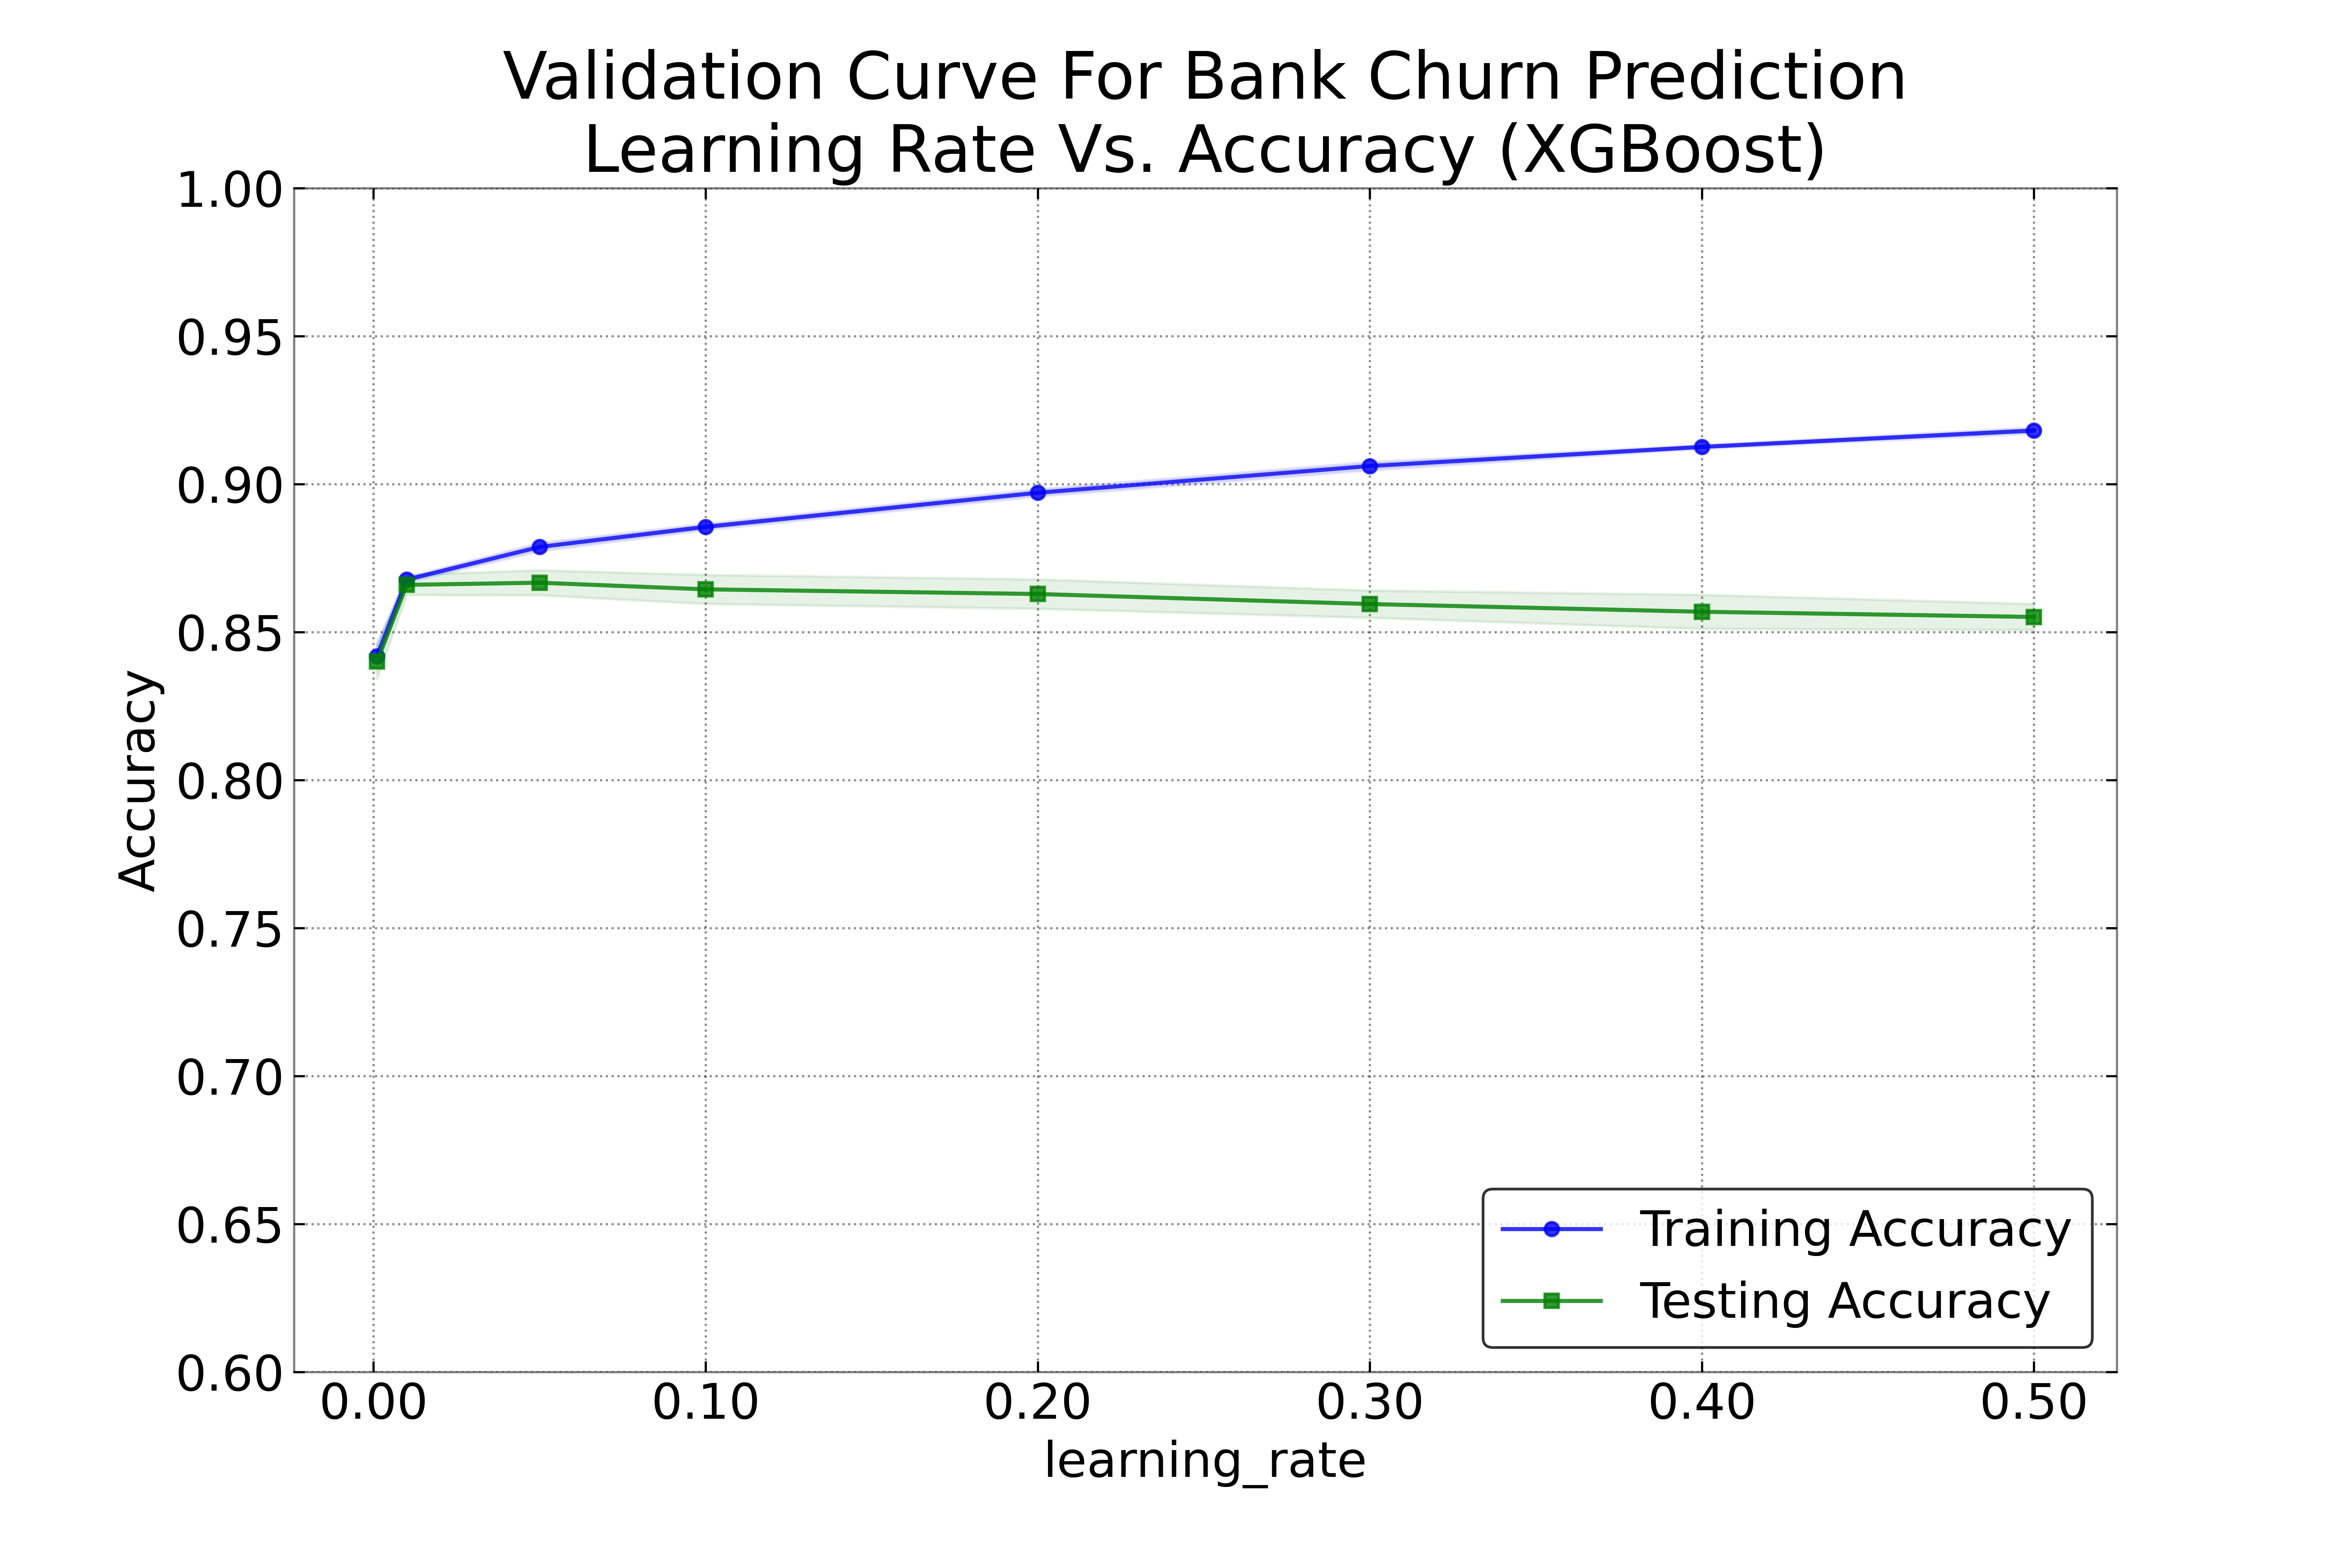 Validation Curve For Bank Churn Prediction
Learning Rate Vs. Accuracy (XGBoost)
1.00
0.95
0.90
0.85
0.80
0.75
0.70
0.65
0.60
Accuracy
Training Accuracy
Testing Accuracy
0.00 0.10 0.20 0.30 0.40 0.50
learning_rate